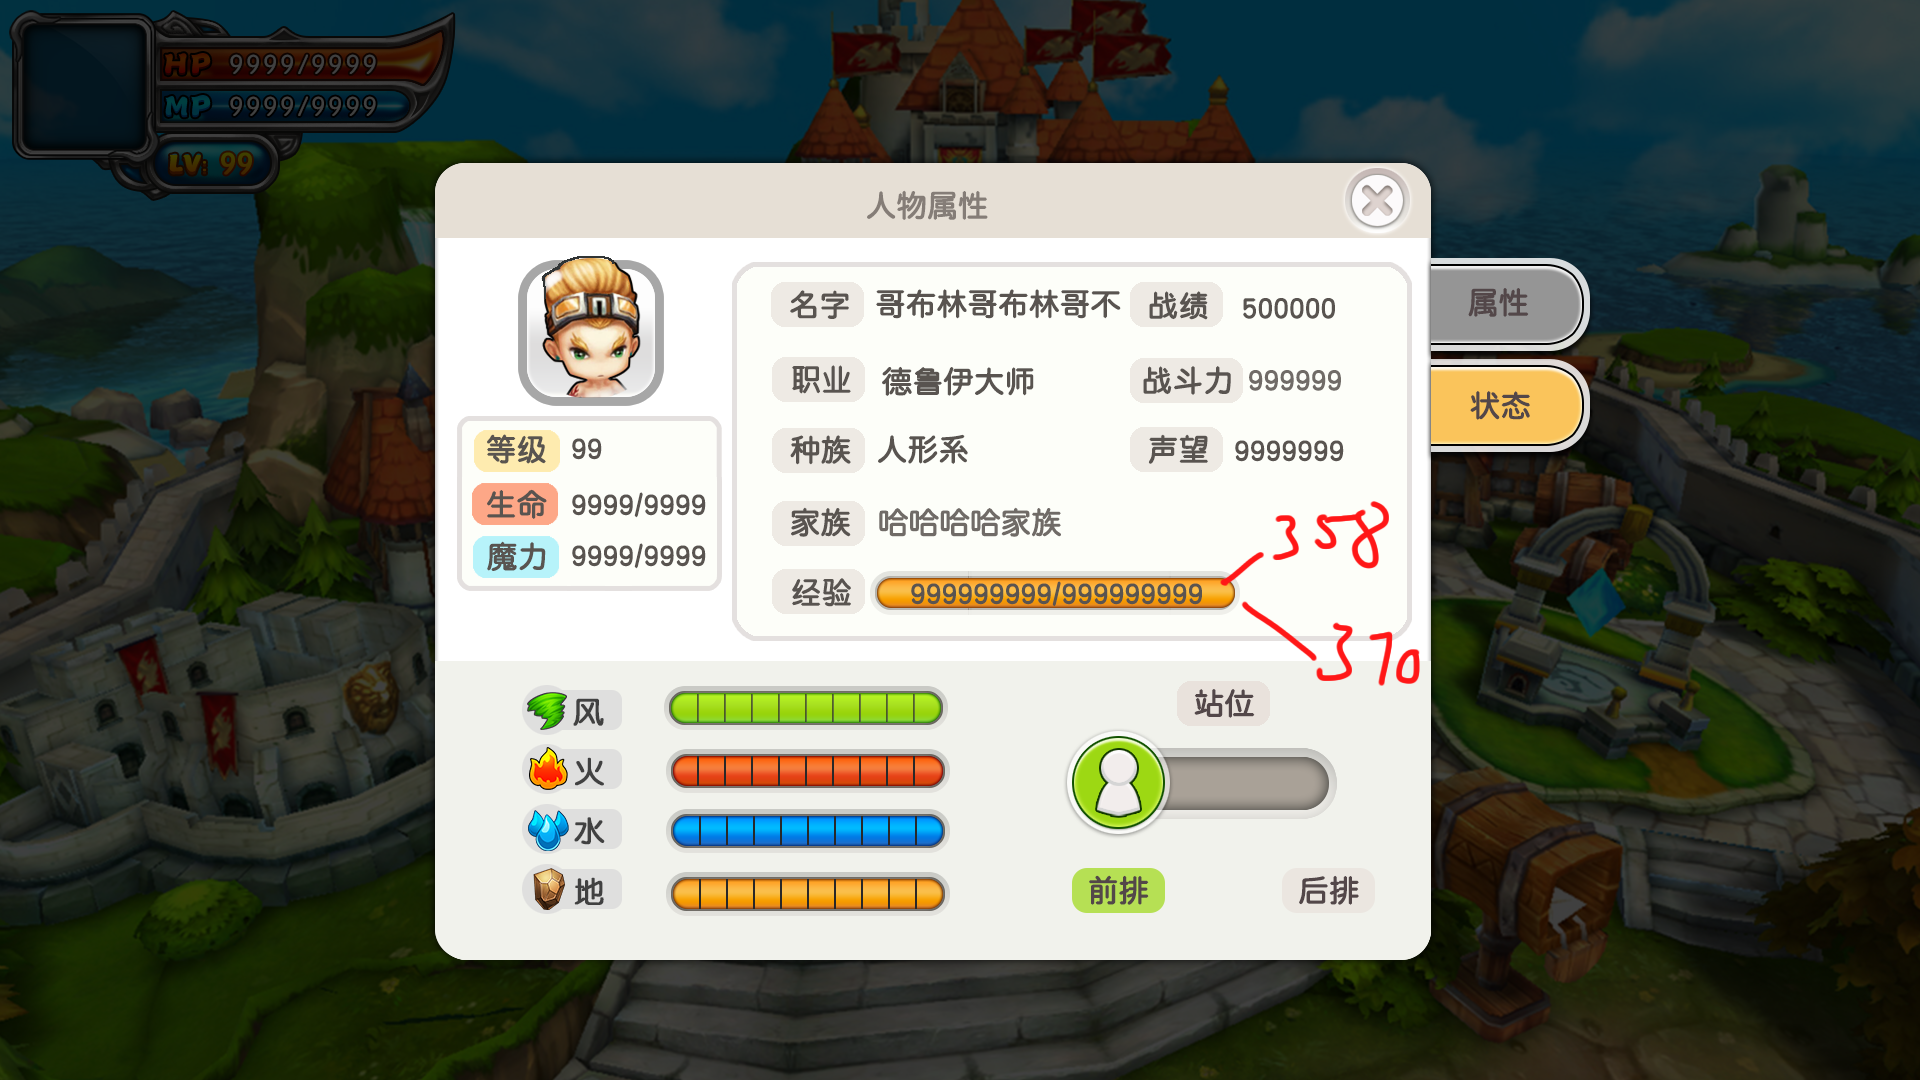 HP 9999/9999
MP 9999/9999
LV: 99
人物属性
属性
状态
等级 99
生命 9999/9999
魔力 9999/9999
名字 哥布林哥布林哥不 战绩 500000
职业 德鲁伊大师 战斗力 999999
种族 人形系 声望 9999999
家族 哈哈哈哈家族
358
经验 999999999/999999999
370
风
火
水
地
站位
前排 后排